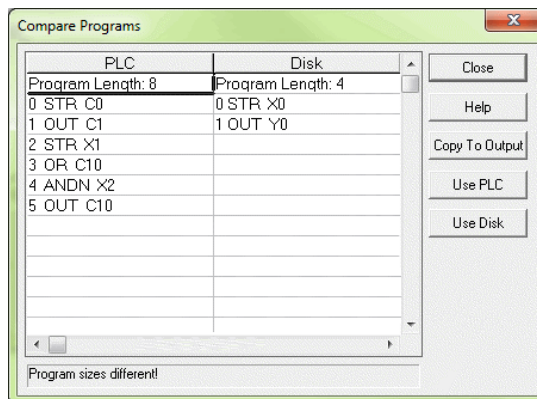 Compare Programs
PLC Disk
Program Length: 8 Program Length: 4
0 STR C0 0 STR X0
1 OUT C1 1 OUT Y0
2 STR X1
3 OR C10
4 ANDN X2
5 OUT C10
Close
Help
Copy To Output
Use PLC
Use Disk
Program sizes different!